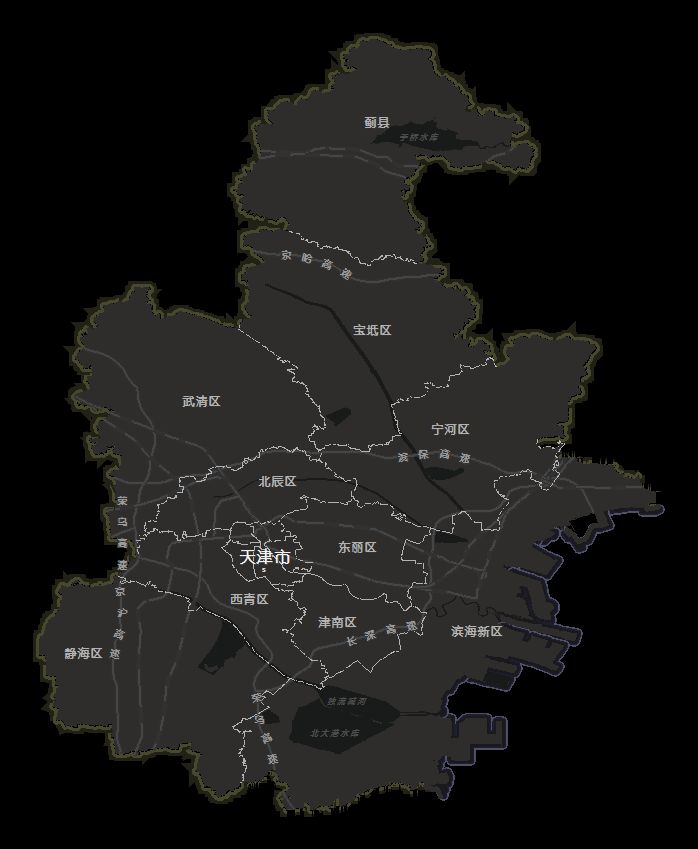 蓟县
于桥水库
京哈高速
宝坻区
武清区
宁河区
滨保高速
北辰区
荣乌高速
东丽区
天津市
京沪高速
西青区
津南区
长深高速
滨海新区
静海区
独流减河
荣乌高速
北大港水库